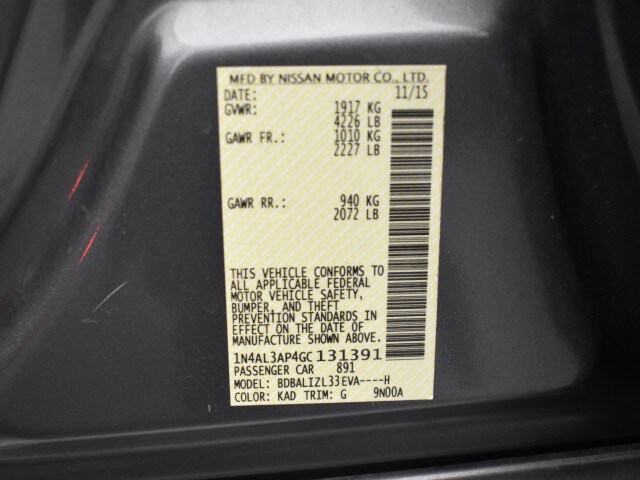 MFD BY NISSAN MOTOR CO., LTD.
DATE: 11/15
GVWR: 1917 KG
4226 LB
GAWR FR.: 1010 KG
2227 LB
GAWR RR.: 940 KG
2072 LB
THIS VEHICLE CONFORMS TO
ALL APPLICABLE FEDERAL
MOTOR VEHICLE SAFETY,
BUMPER, AND THEFT
PREVENTION STANDARDS IN
EFFECT ON THE DATE OF
MANUFACTURE SHOWN ABOVE.
1N4AL3AP4GC131391
PASSENGER CAR 891
MODEL: BDBALIZL33EVA----H
COLOR: KAD TRIM: G 9N00A